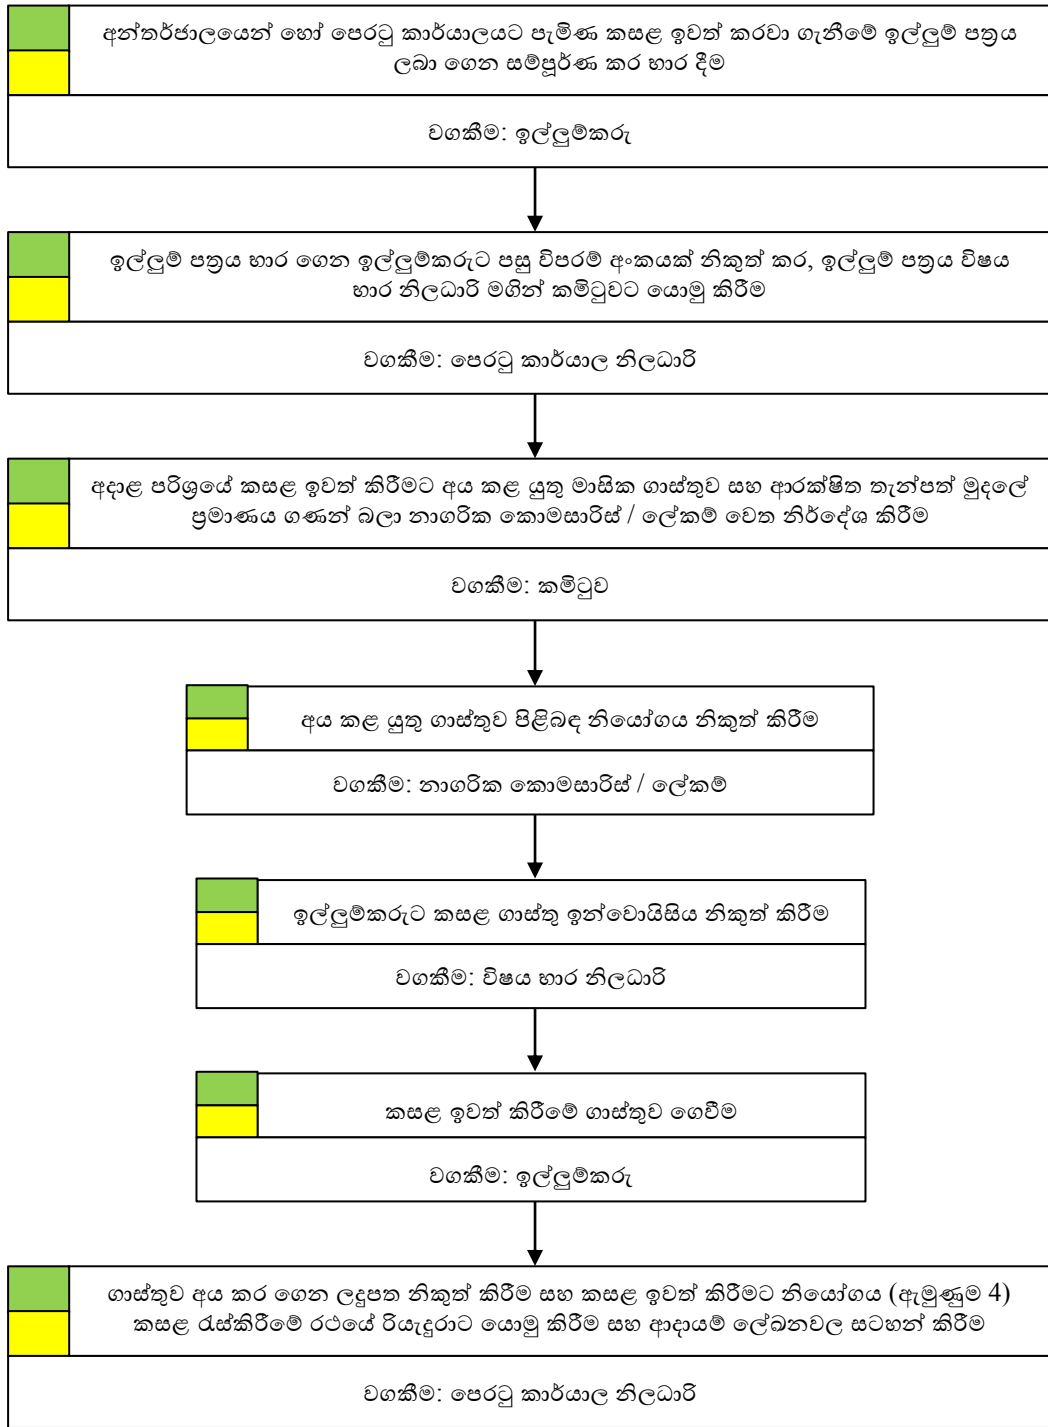 අන්තර්ජාලයෙන් හෝ පෙරටු කාර්යාලයට පැමිණ කසළ ඉවත් කරවා ගැනීමේ ඉල්ලුම් පත්‍රය
ලබා ගෙන සම්පූර්ණ කර භාර දීම
වගකීම: ඉල්ලුම්කරු
ඉල්ලුම් පත්‍රය භාර ගෙන ඉල්ලුම්කරුට පසු විපරම් අංකයක් නිකුත් කර, ඉල්ලුම් පත්‍රය විෂය
භාර නිලධාරි මගින් කමිටුවට යොමු කිරීම
වගකීම: පෙරටු කාර්යාල නිලධාරි
අදාළ පරිශ්‍රයේ කසළ ඉවත් කිරීමට අය කළ යුතු මාසික ගාස්තුව සහ ආරක්ෂිත තැන්පත් මුදලේ
ප්‍රමාණය ගණන් බලා නාගරික කොමසාරිස් / ලේකම් වෙත නිර්දේශ කිරීම
වගකීම: කමිටුව
අය කළ යුතු ගාස්තුව පිළිබඳ නියෝගය නිකුත් කිරීම
වගකීම: නාගරික කොමසාරිස් / ලේකම්
ඉල්ලුම්කරුට කසළ ගාස්තු ඉන්වොයිසිය නිකුත් කිරීම
වගකීම: විෂය භාර නිලධාරි
කසළ ඉවත් කිරීමේ ගාස්තුව ගෙවීම
වගකීම: ඉල්ලුම්කරු
ගාස්තුව අය කර ගෙන ලදුපත නිකුත් කිරීම සහ කසළ ඉවත් කිරීමට නියෝගය (ඇමුණුම 4)
කසළ රැස්කිරීමේ රථයේ රියැදුරාට යොමු කිරීම සහ ආදායම් ලේඛනවල සටහන් කිරීම
වගකීම: පෙරටු කාර්යාල නිලධාරි